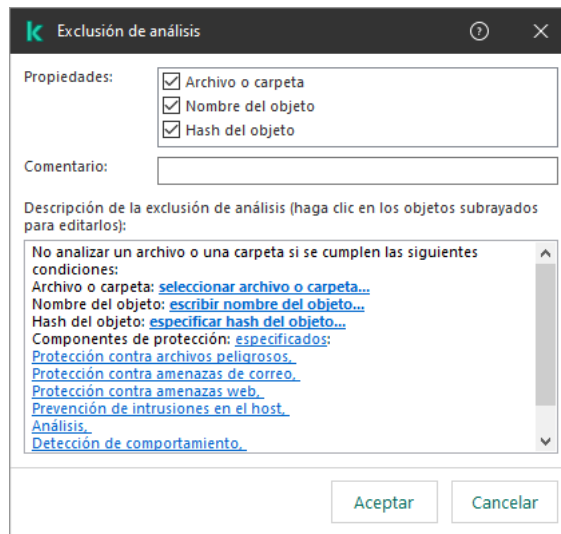 Exclusión de análisis
Propiedades:
Archivo o carpeta
Nombre del objeto
Hash del objeto
Comentario:
Descripción de la exclusión de análisis (haga clic en los objetos subrayados
para editarlos):
No analizar un archivo o una carpeta si se cumplen las siguientes
condiciones:
Archivo o carpeta: seleccionar archivo o carpeta...
Nombre del objeto: escribir nombre del objeto...
Hash del objeto: especificar hash del objeto...
Componentes de protección: especificados:
Protección contra archivos peligrosos,
Protección contra amenazas de correo,
Protección contra amenazas web,
Prevención de intrusiones en el host,
Análisis,
Detección de comportamiento,
Aceptar Cancelar